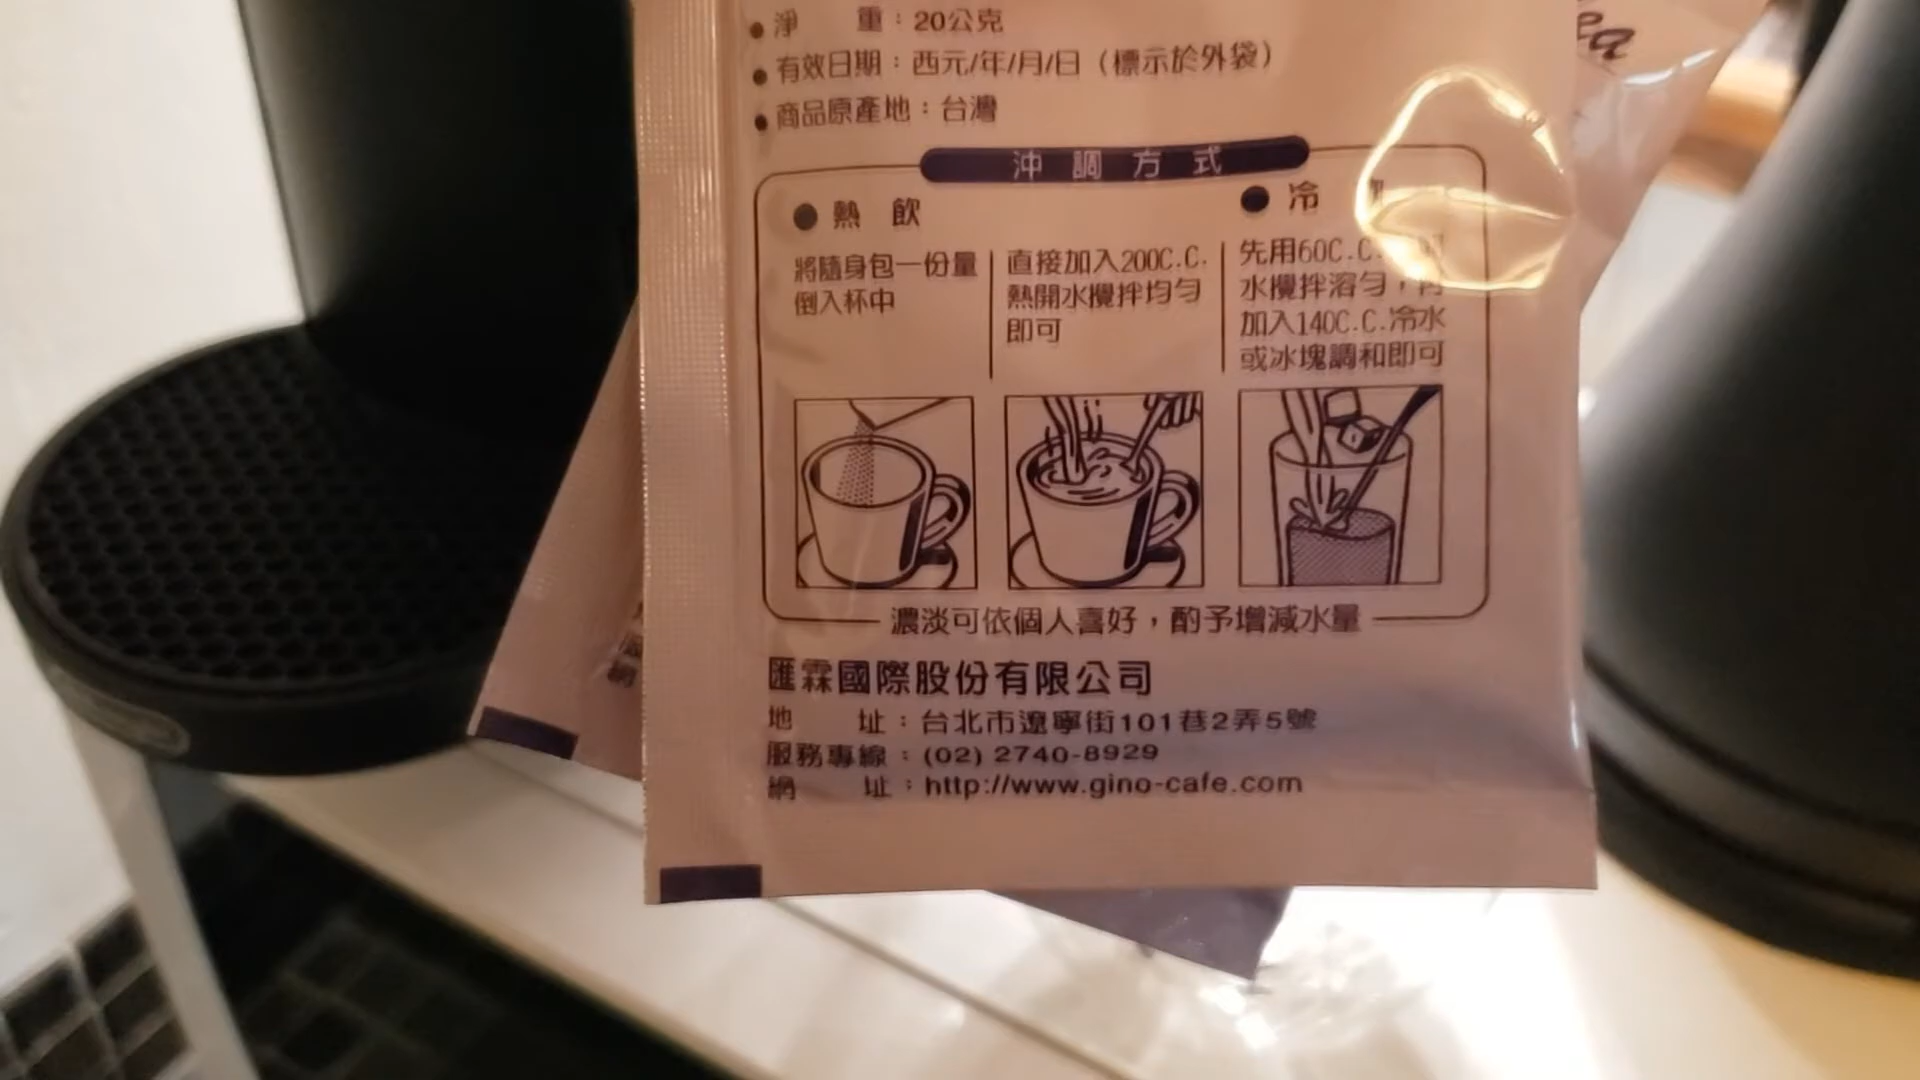 淨 重：20公克
有效日期：西元/年/月/日（標示於外袋）
商品原產地：台灣
沖調方式
熱飲
將隨身包一份量
倒入杯中
直接加入200C.C.
熱開水攪拌均勻
即可
冷
先用60C.C.
水攪拌溶勻，
加入140C.C.冷水
或冰塊調和即可
濃淡可依個人喜好，酌予增減水量
匯霖國際股份有限公司
地 址：台北市遼寧街101巷2弄5號
服務專線：(02) 2740-8929
網 址：http://www.gino-cafe.com